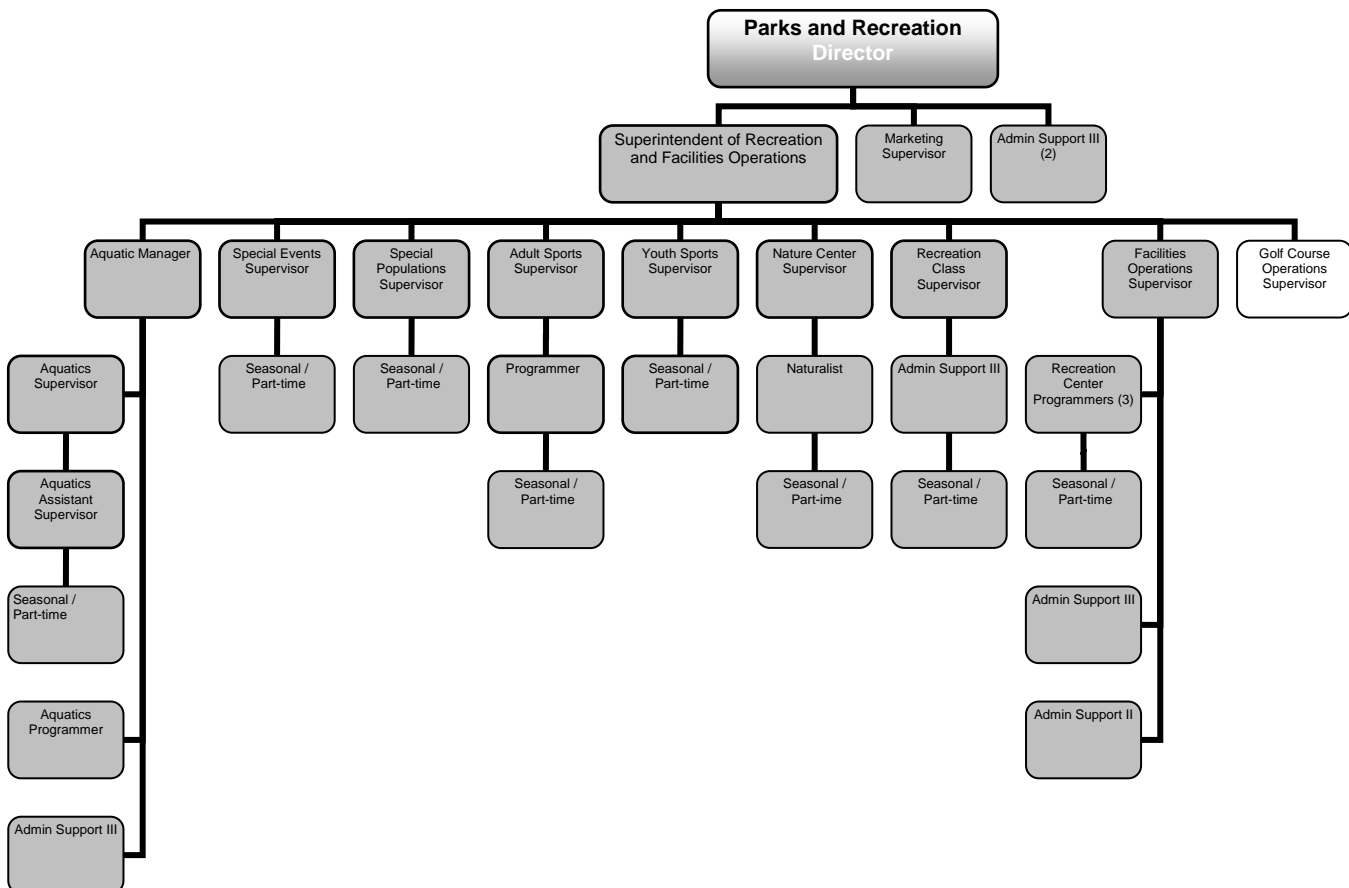 Parks and Recreation
Director
Superintendent of Recreation
and Facilities Operations
Marketing
Supervisor
Admin Support III
(2)
Aquatic Manager
Special Events
Supervisor
Special
Populations
Supervisor
Adult Sports
Supervisor
Youth Sports
Supervisor
Nature Center
Supervisor
Recreation
Class
Supervisor
Facilities
Operations
Supervisor
Golf Course
Operations
Supervisor
Aquatics
Supervisor
Seasonal /
Part-time
Seasonal /
Part-time
Programmer
Seasonal /
Part-time
Naturalist
Admin Support III
Recreation
Center
Programmers (3)
Aquatics
Assistant
Supervisor
Seasonal /
Part-time
Seasonal /
Part-ime
Seasonal /
Part-time
Seasonal /
Part-time
Seasonal /
Part-time
Admin Support III
Aquatics
Programmer
Admin Support II
Admin Support III